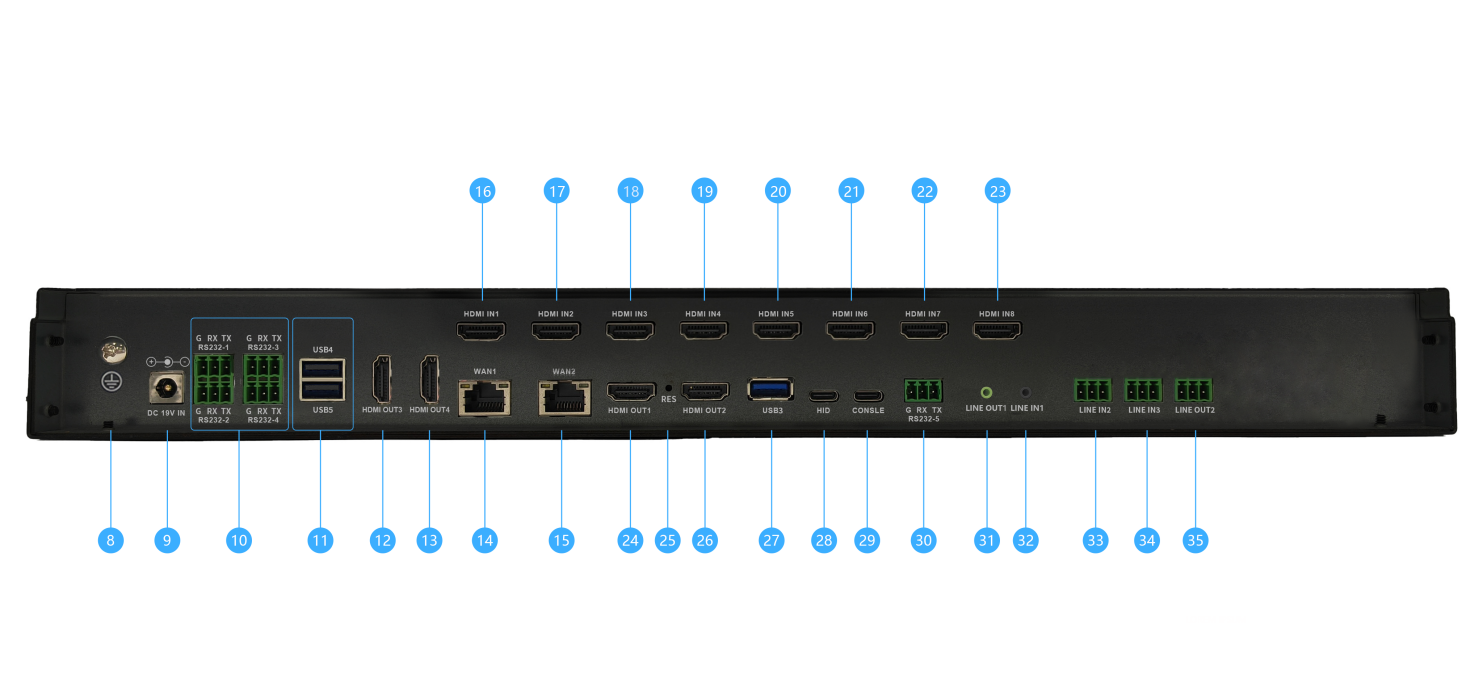 16 17 18 19 20 21 22 23
HDMI IN1 HDMI IN2 HDMI IN3 HDMI IN4 HDMI IN5 HDMI IN6 HDMI IN7 HDMI IN8
G RX TX G RX TX
RS232-1 RS232-3
USB4
WAN1 WAN2
DC 19V IN
USB5
HDMI OUT3 HDMI OUT4
HDMI OUT1
RES
HDMI OUT2
USB3
HID
CONSLE
G RX TX G RX TX
RS232-2 RS232-4
G RX TX
RS232-5
LINE OUT1 LINE IN1
LINE IN2 LINE IN3 LINE OUT2
8 9 10 11 12 13 14 15 24 25 26 27 28 29 30 31 32 33 34 35